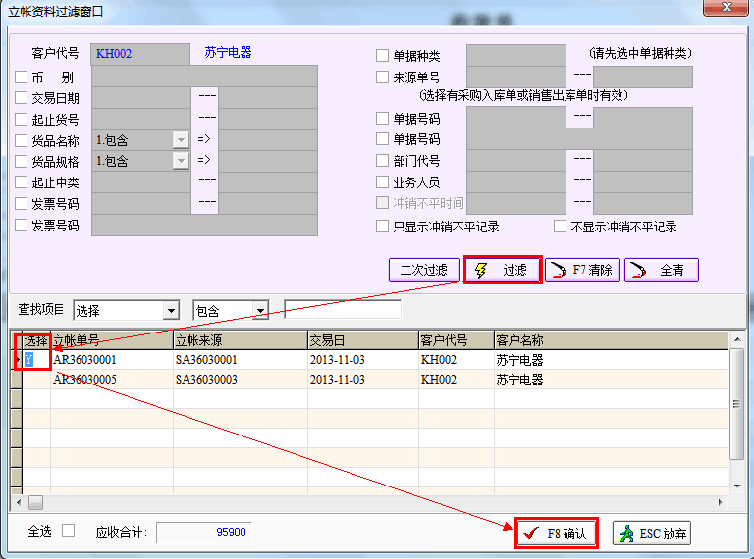 立帐资料过滤窗口
客户代号 KH002 苏宁电器
币 别
交易日期 ---
起止货号 ---
货品名称 1.包含 =>
货品规格 1.包含 =>
起止中类 ---
发票号码 ---
发票号码
单据种类 (请先选中单据种类)
来源单号 ---
(选择有采购入库单或销售出库单时有效)
单据号码 ---
单据号码
部门代号 ---
业务人员 ---
冲销不平时间 ---
只显示冲销不平记录 不显示冲销不平记录
二次过滤 过滤 F7清除 全清
查找项目 选择 包含
选择 立帐单号 立帐来源 交易日 客户代号 客户名称
Y AR36030001 SA36030001 2013-11-03 KH002 苏宁电器
AR36030005 SA36030003 2013-11-03 KH002 苏宁电器
全选 应收合计: 95900 F8确认 ESC放弃